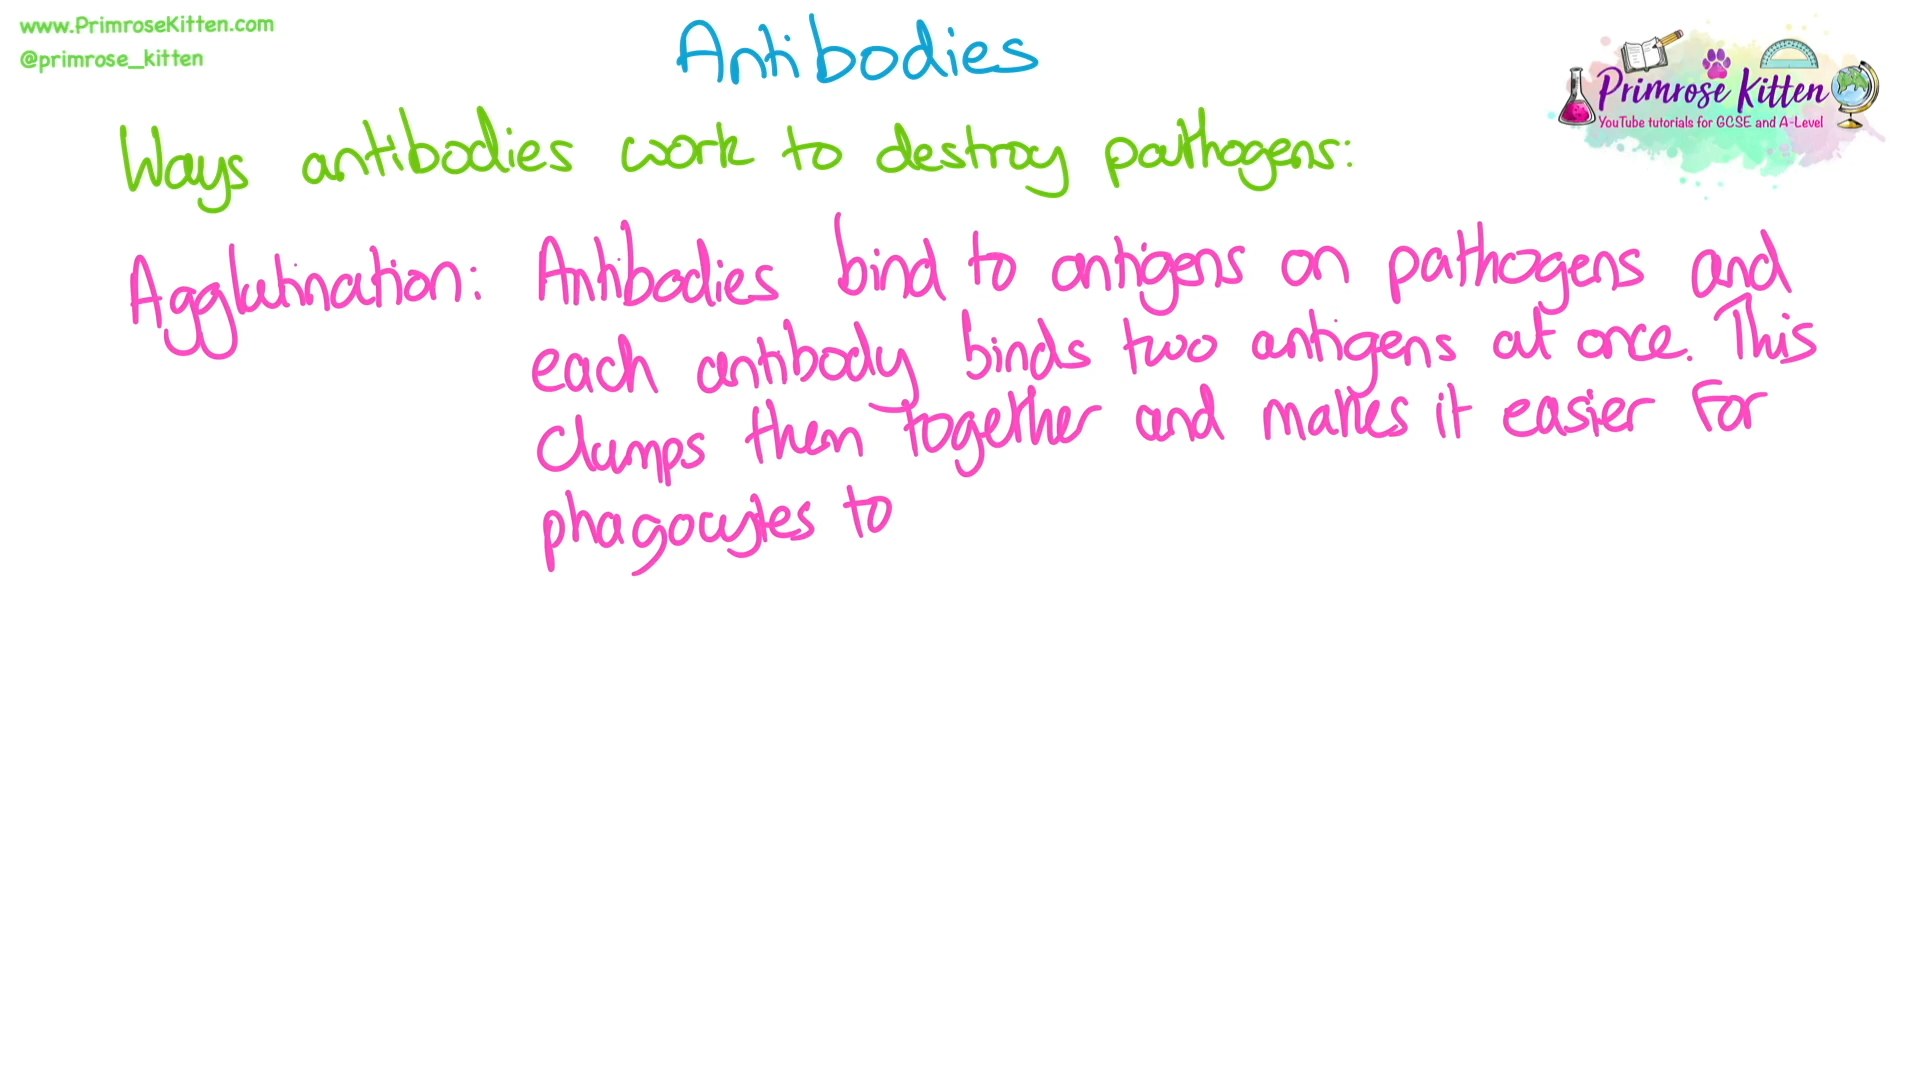 www.PrimroseKitten.com
@primrose_kitten
Antibodies
Primrose Kitten
YouTube tutorials for GCSE and A-Level
Ways antibodies work to destroy pathogens:
Agglutination: Antibodies bind to antigens on pathogens and
each antibody binds two antigens at once. This
clumps them together and makes it easier for
phagocytes to